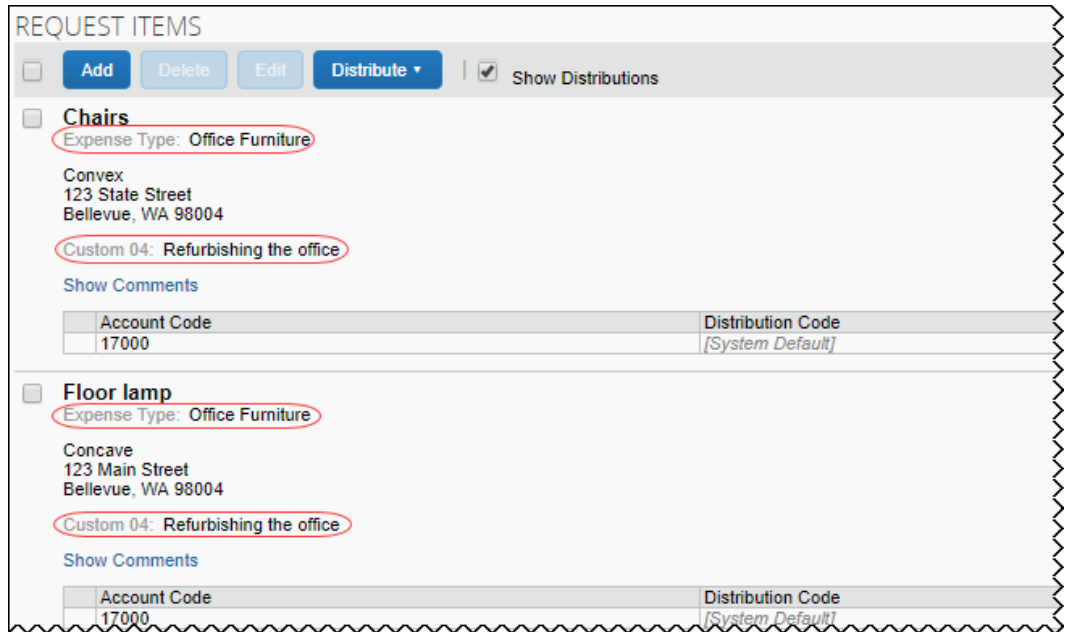 REQUEST ITEMS
Add Delete Edit Distribute ▾ | Show Distributions
Chairs
Expense Type: Office Furniture
Convex
123 State Street
Bellevue, WA 98004
Custom 04: Refurbishing the office
Show Comments
Account Code Distribution Code
17000 [System Default]
Floor lamp
Expense Type: Office Furniture
Concave
123 Main Street
Bellevue, WA 98004
Custom 04: Refurbishing the office
Show Comments
Account Code Distribution Code
17000 [System Default]